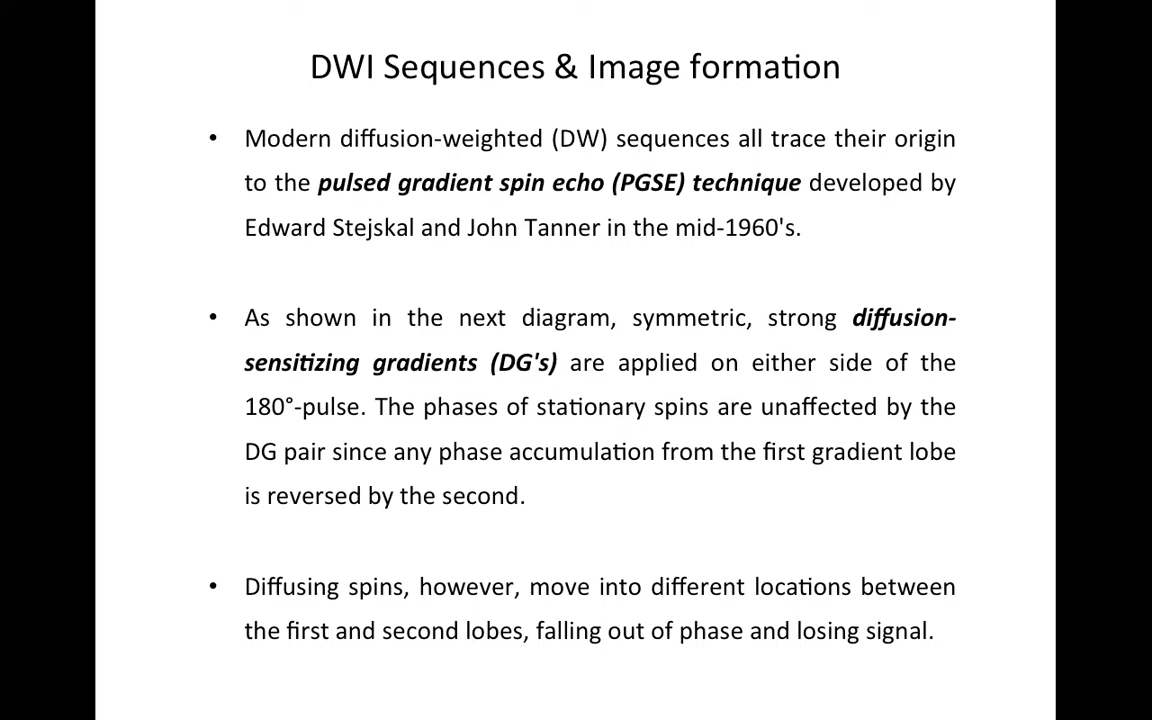 DWI Sequences & Image formation
• Modern diffusion-weighted (DW) sequences all trace their origin
to the pulsed gradient spin echo (PGSE) technique developed by
Edward Stejskal and John Tanner in the mid-1960's.
• As shown in the next diagram, symmetric, strong diffusion-
sensitizing gradients (DG's) are applied on either side of the
180°-pulse. The phases of stationary spins are unaffected by the
DG pair since any phase accumulation from the first gradient lobe
is reversed by the second.
• Diffusing spins, however, move into different locations between
the first and second lobes, falling out of phase and losing signal.